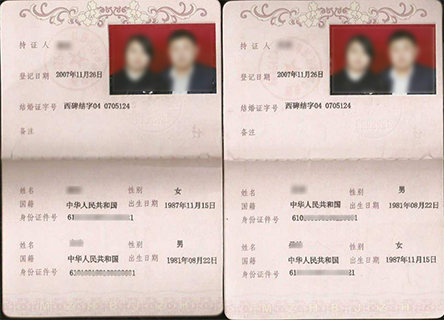 持证人
登记日期 2007年11月26日
结婚证字号 西碑结字04 0705124
备注
姓名 性别 女
国籍 中华人民共和国 出生日期 1987年11月15日
身份证件号 61 1
姓名 性别 男
国籍 中华人民共和国 出生日期 1981年08月22日
身份证件号 61
持证人
登记日期 2007年11月26日
结婚证字号 西碑结字04 0705124
备注
姓名 性别 男
国籍 中华人民共和国 出生日期 1981年08月22日
身份证件号 610
姓名 性别 女
国籍 中华人民共和国 出生日期 1987年11月15日
身份证件号 61 21